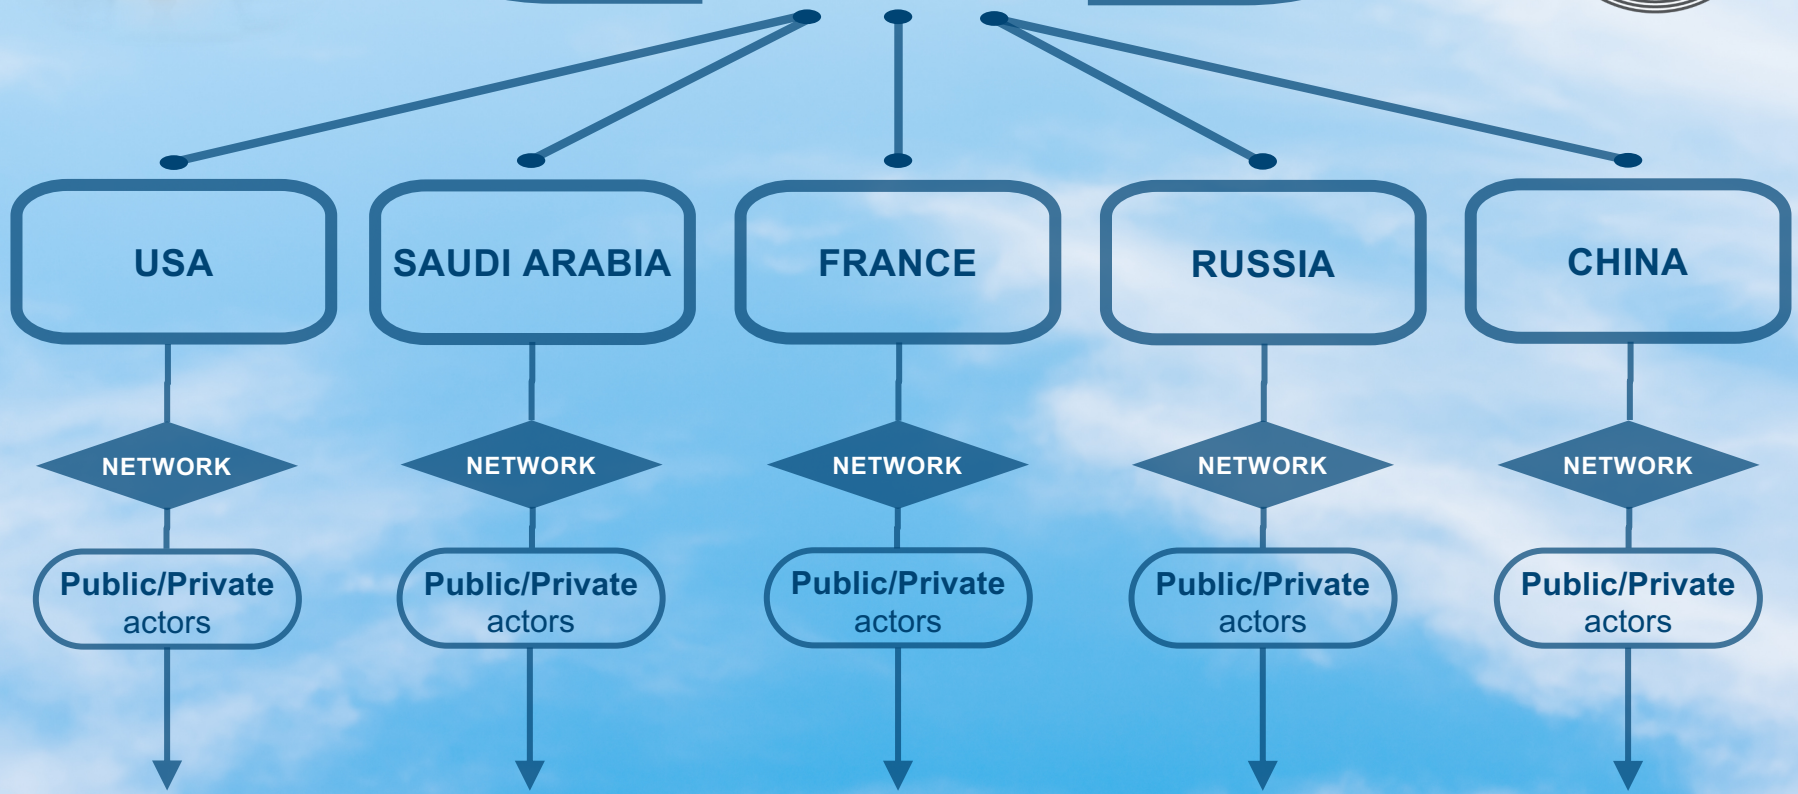 USA
SAUDI ARABIA
FRANCE
RUSSIA
CHINA
NETWORK
NETWORK
NETWORK
NETWORK
NETWORK
Public/Private
actors
Public/Private
actors
Public/Private
actors
Public/Private
actors
Public/Private
actors